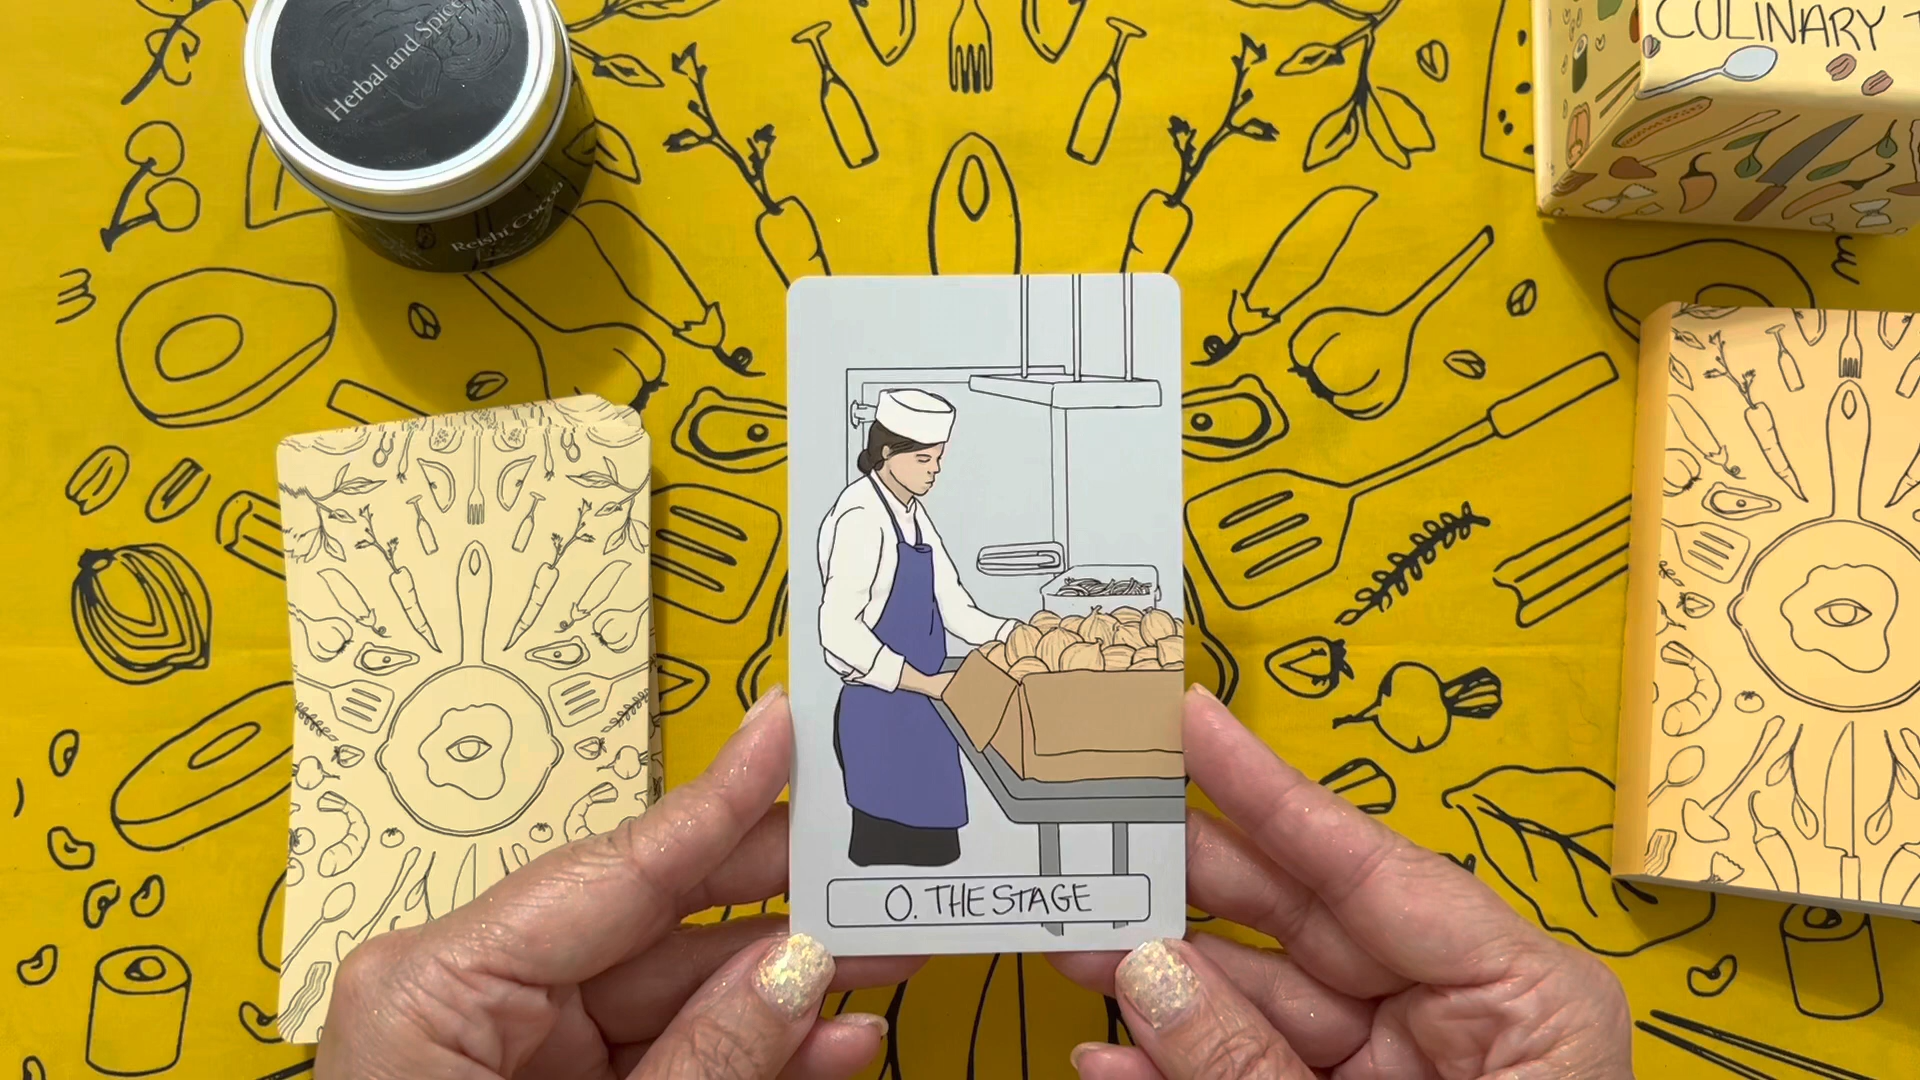 Herbal and Spice
Reishi Cocoa
CULINARY
0. THE STAGE